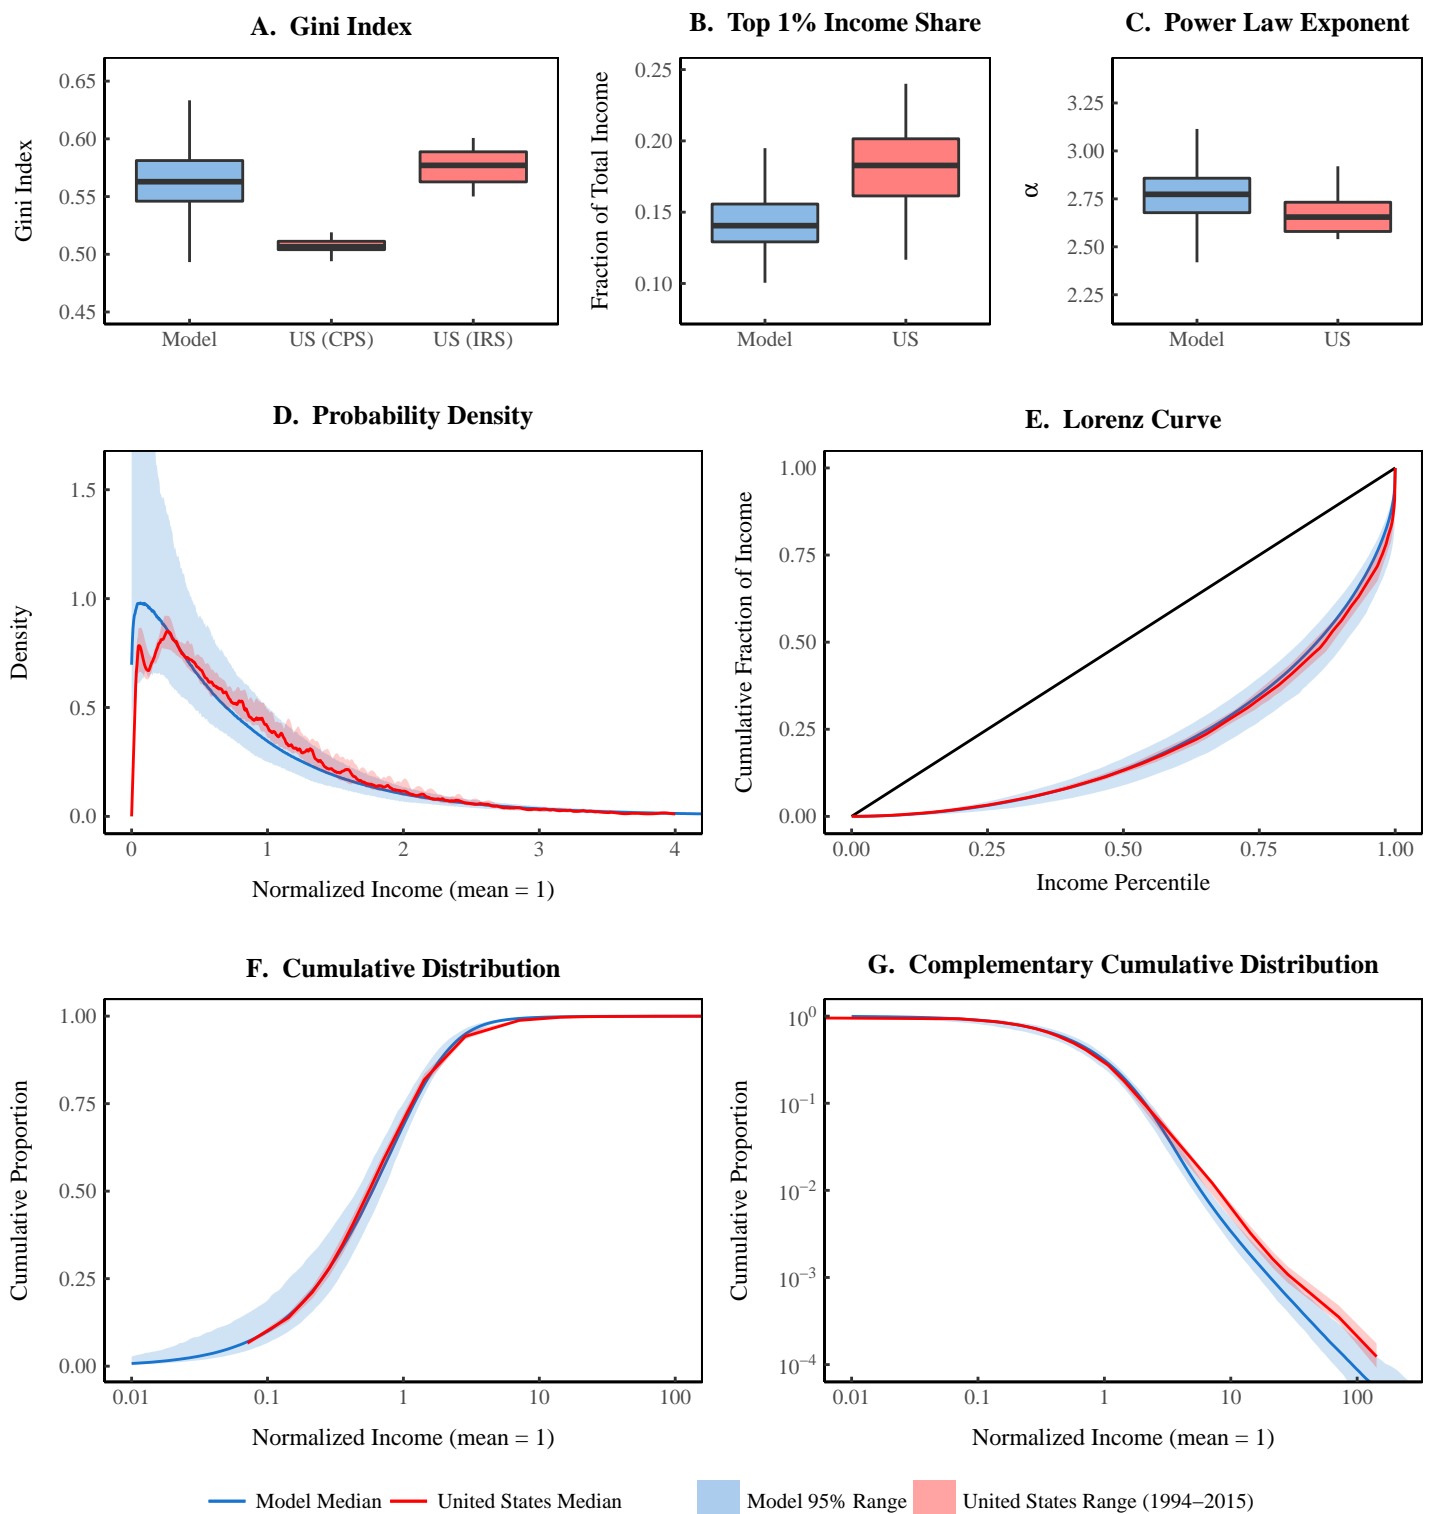 A. Gini Index
B. Top 1% Income Share
C. Power Law Exponent
Gini Index
0.65
0.60
0.55
0.50
0.45
Model
US (CPS)
US (IRS)
Fraction of Total Income
0.25
0.20
0.15
0.10
Model
US
α
3.25
3.00
2.75
2.50
2.25
Model
US
D. Probability Density
Density
1.5
1.0
0.5
0.0
0
1
2
3
4
Normalized Income (mean = 1)
E. Lorenz Curve
Cumulative Fraction of Income
1.00
0.75
0.50
0.25
0.00
0.00
0.25
0.50
0.75
1.00
Income Percentile
F. Cumulative Distribution
Cumulative Proportion
1.00
0.75
0.50
0.25
0.00
0.01
0.1
1
10
100
Normalized Income (mean = 1)
G. Complementary Cumulative Distribution
Cumulative Proportion
10⁰
10⁻¹
10⁻²
10⁻³
10⁻⁴
0.01
0.1
1
10
100
Normalized Income (mean = 1)
Model Median
United States Median
Model 95% Range
United States Range (1994–2015)